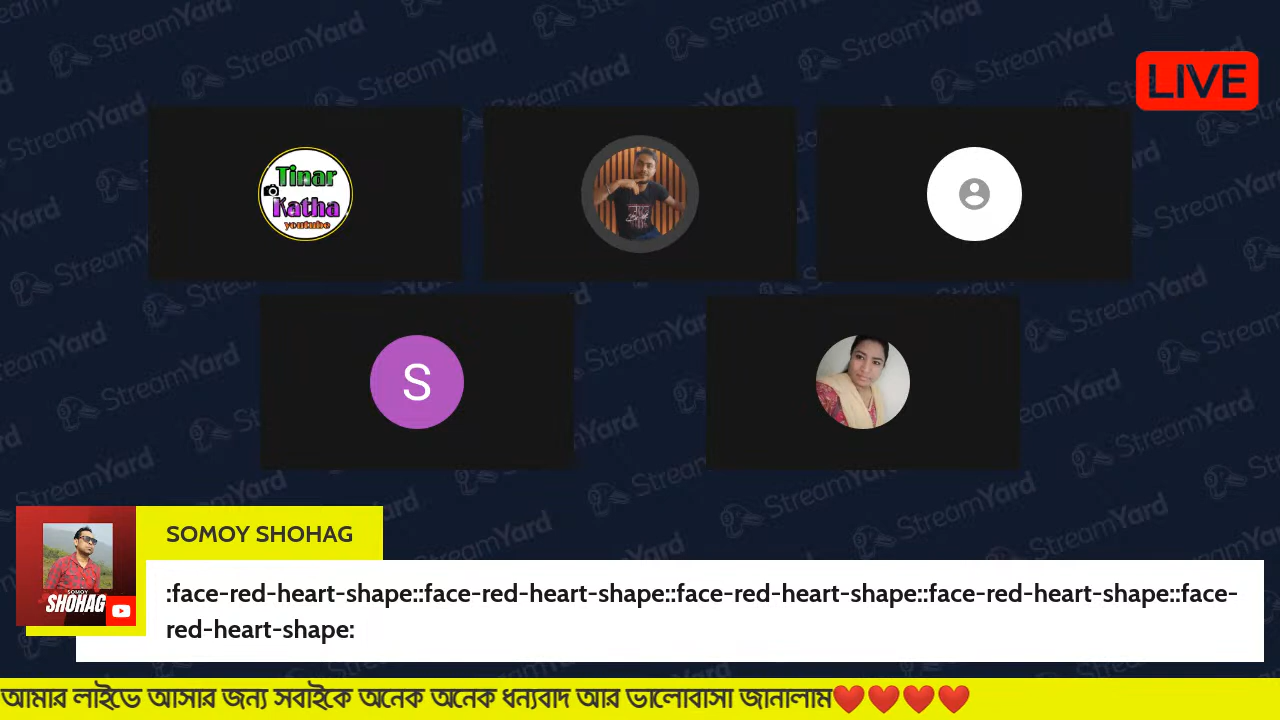 LIVE
Tinar
Katha
youtube
S
SOMOY SHOHAG
:face-red-heart-shape::face-red-heart-shape::face-red-heart-shape::face-red-heart-shape::face-
red-heart-shape:
SOMOY
SHOHAG
আমার লাইভে আসার জন্য সবাইকে অনেক অনেক ধন্যবাদ আর ভালোবাসা জানালাম❤️❤️❤️❤️
StreamYard